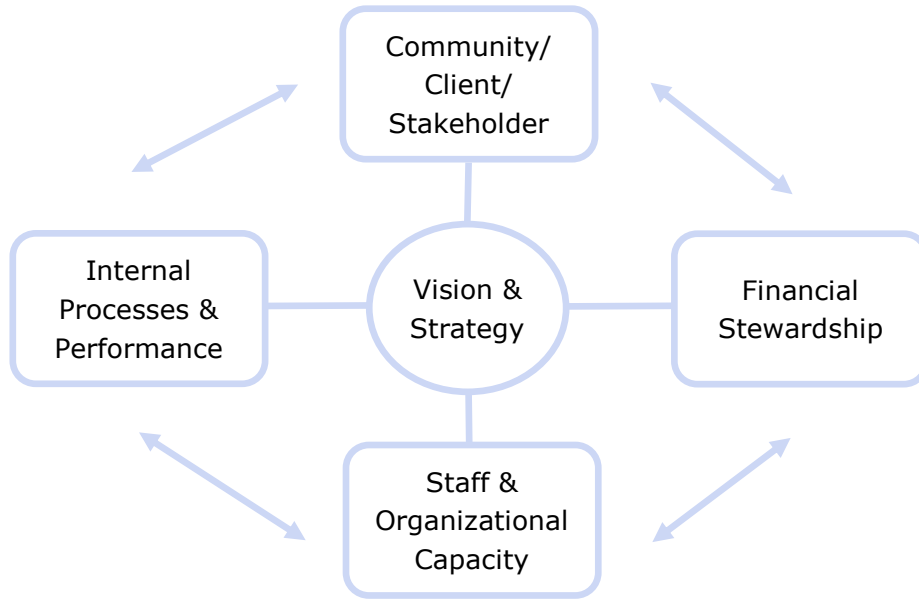 Community/
Client/
Stakeholder
Internal
Processes &
Performance
Vision &
Strategy
Financial
Stewardship
Staff &
Organizational
Capacity